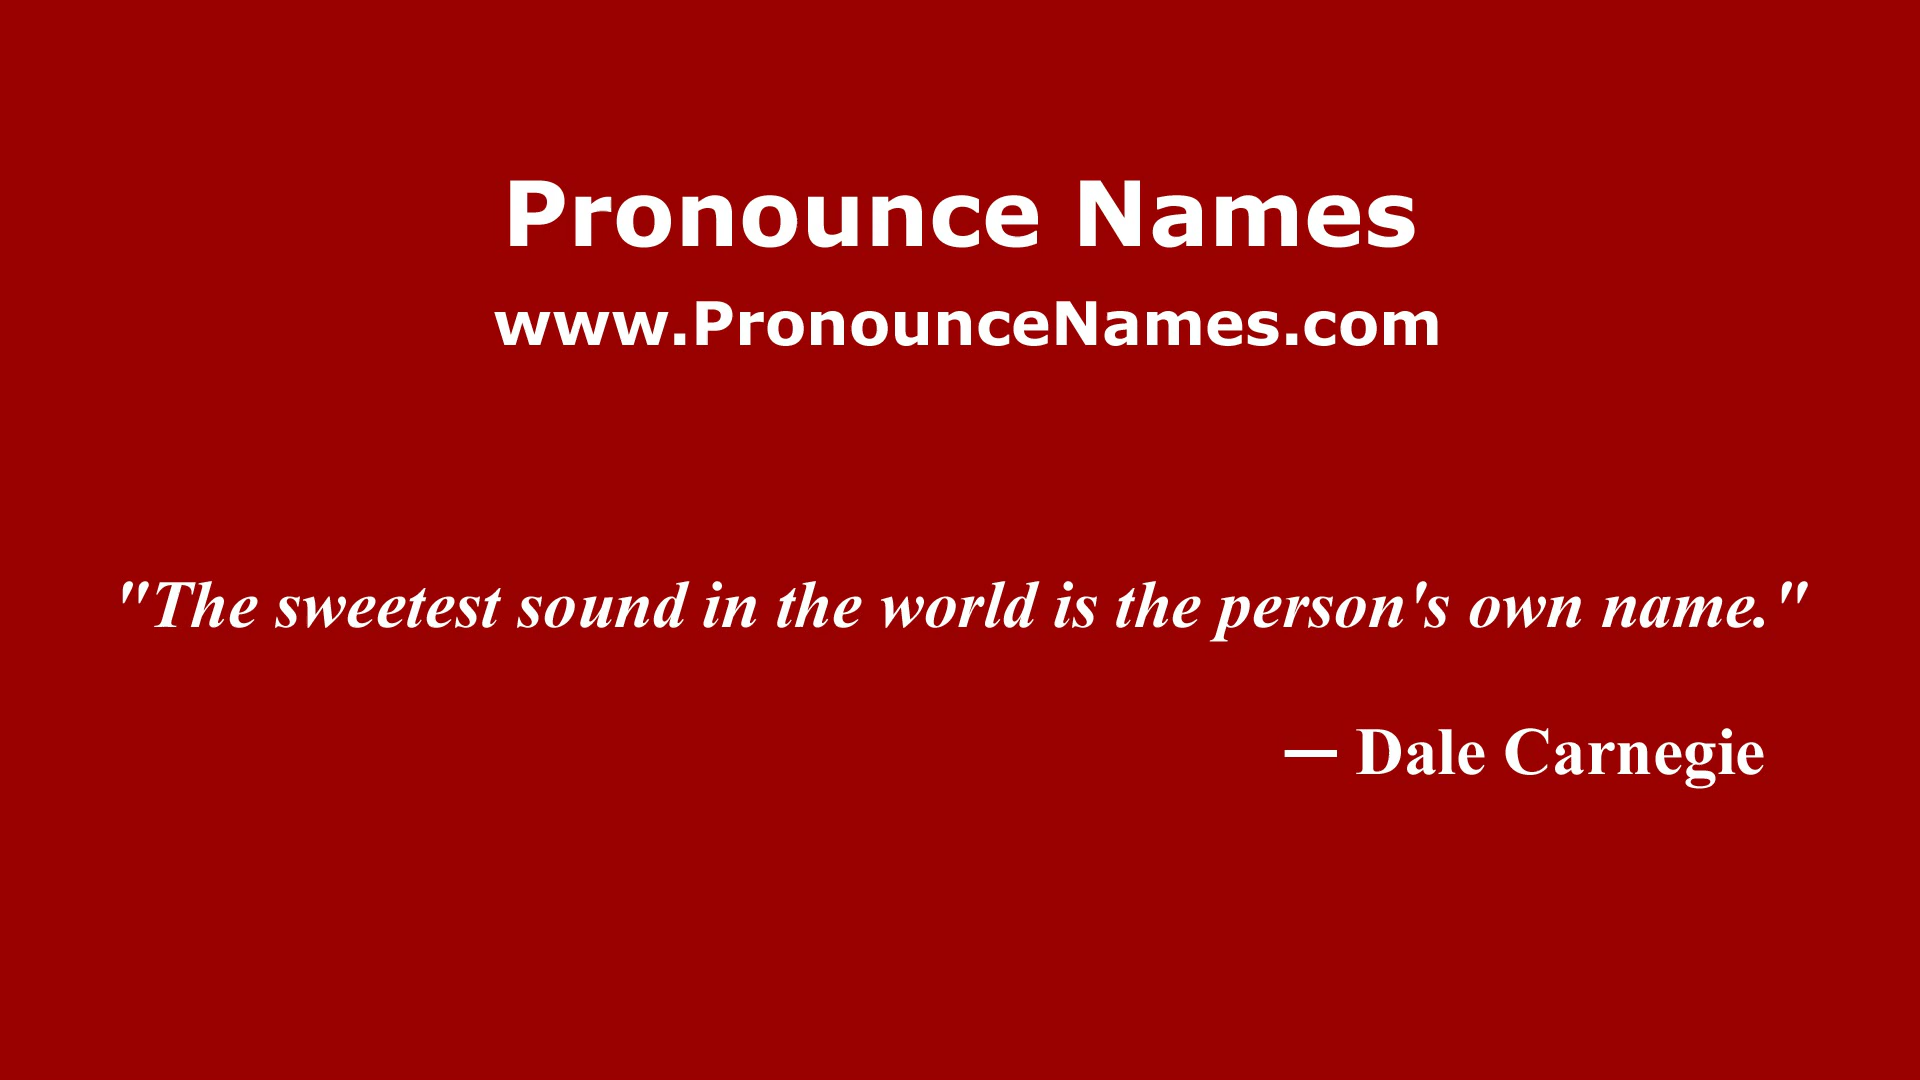 Pronounce Names
www.PronounceNames.com
"The sweetest sound in the world is the person's own name."
— Dale Carnegie